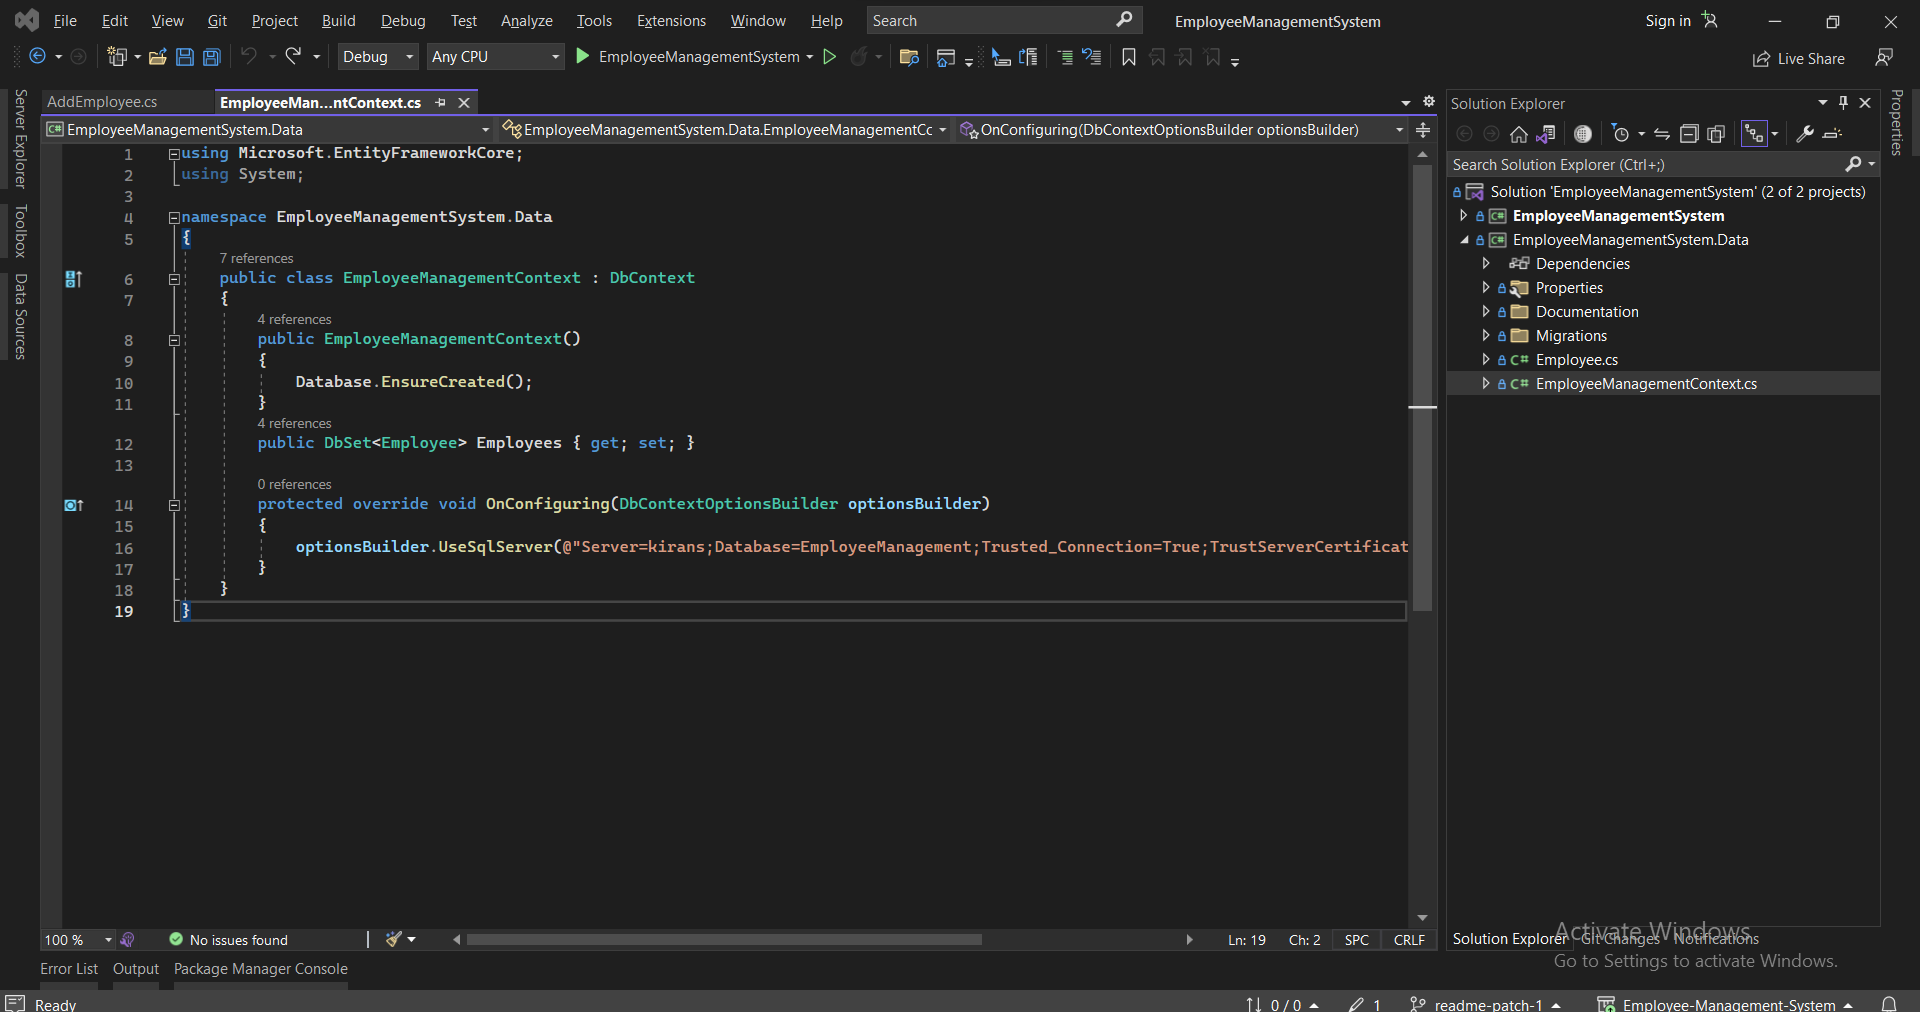 File Edit View Git Project Build Debug Test Analyze Tools Extensions Window Help Search EmployeeManagementSystem Sign in
Debug Any CPU EmployeeManagementSystem Live Share
Server Explorer
Toolbox
Data Sources
AddEmployee.cs EmployeeMan...ntContext.cs
EmployeeManagementSystem.Data EmployeeManagementSystem.Data.EmployeeManagementCc OnConfiguring(DbContextOptionsBuilder optionsBuilder)
1 using Microsoft.EntityFrameworkCore;
2 using System;
3
4 namespace EmployeeManagementSystem.Data
5 {
7 references
6 public class EmployeeManagementContext : DbContext
7 {
4 references
8 public EmployeeManagementContext()
9 {
10 Database.EnsureCreated();
11 }
4 references
12 public DbSet<Employee> Employees { get; set; }
13
0 references
14 protected override void OnConfiguring(DbContextOptionsBuilder optionsBuilder)
15 {
16 optionsBuilder.UseSqlServer(@"Server=kirans;Database=EmployeeManagement;Trusted_Connection=True;TrustServerCertificat
17 }
18 }
19 }
100 % No issues found Ln: 19 Ch: 2 SPC CRLF
Error List Output Package Manager Console
Solution Explorer
Search Solution Explorer (Ctrl+;)
Solution 'EmployeeManagementSystem' (2 of 2 projects)
C# EmployeeManagementSystem
C# EmployeeManagementSystem.Data
Dependencies
Properties
Documentation
Migrations
C# Employee.cs
C# EmployeeManagementContext.cs
Properties
Solution Explorer Git Changes Notifications
Activate Windows
Go to Settings to activate Windows.
Ready 0 / 0 1 readme-patch-1 Employee-Management-System